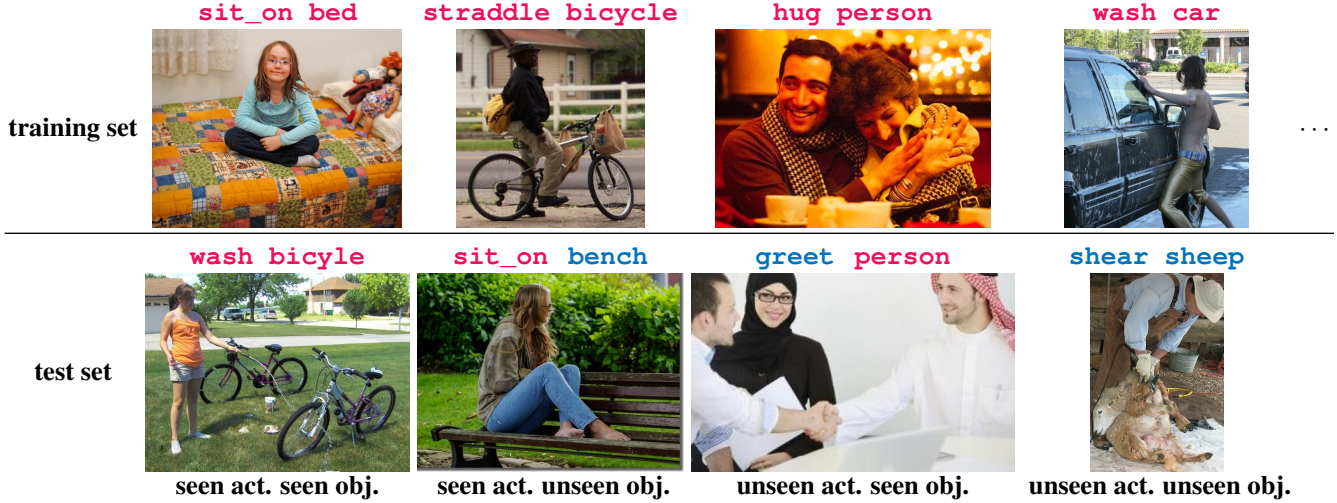 sit_on bed
straddle bicycle
hug person
wash car
training set
...
wash bicyle
sit_on bench
greet person
shear sheep
test set
seen act. seen obj.
seen act. unseen obj.
unseen act. seen obj.
unseen act. unseen obj.